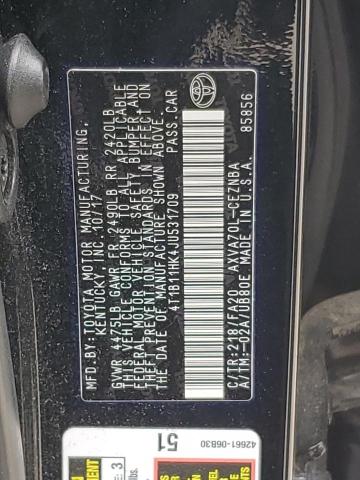 MFD.BY:TOYOTA MOTOR MANUFACTURING,
KENTUCKY, INC. 10/17
GVWR 4475LB GAWR FR 2490LB RR 2420LB
THIS VEHICLE CONFORMS TO ALL APPLICABLE
FEDERAL MOTOR VEHICLE SAFETY, BUMPER, AND
THEFT PREVENTION STANDARDS IN EFFECT ON
THE DATE OF MANUFACTURE SHOWN ABOVE.
4T1B11HK4JU531709 PASS.CAR
C/TR:218/FA20 AXVA70L-CEZNBA
A/TM:-02A/UB80E MADE IN U.S.A.
85856
42661-06B30
51
3